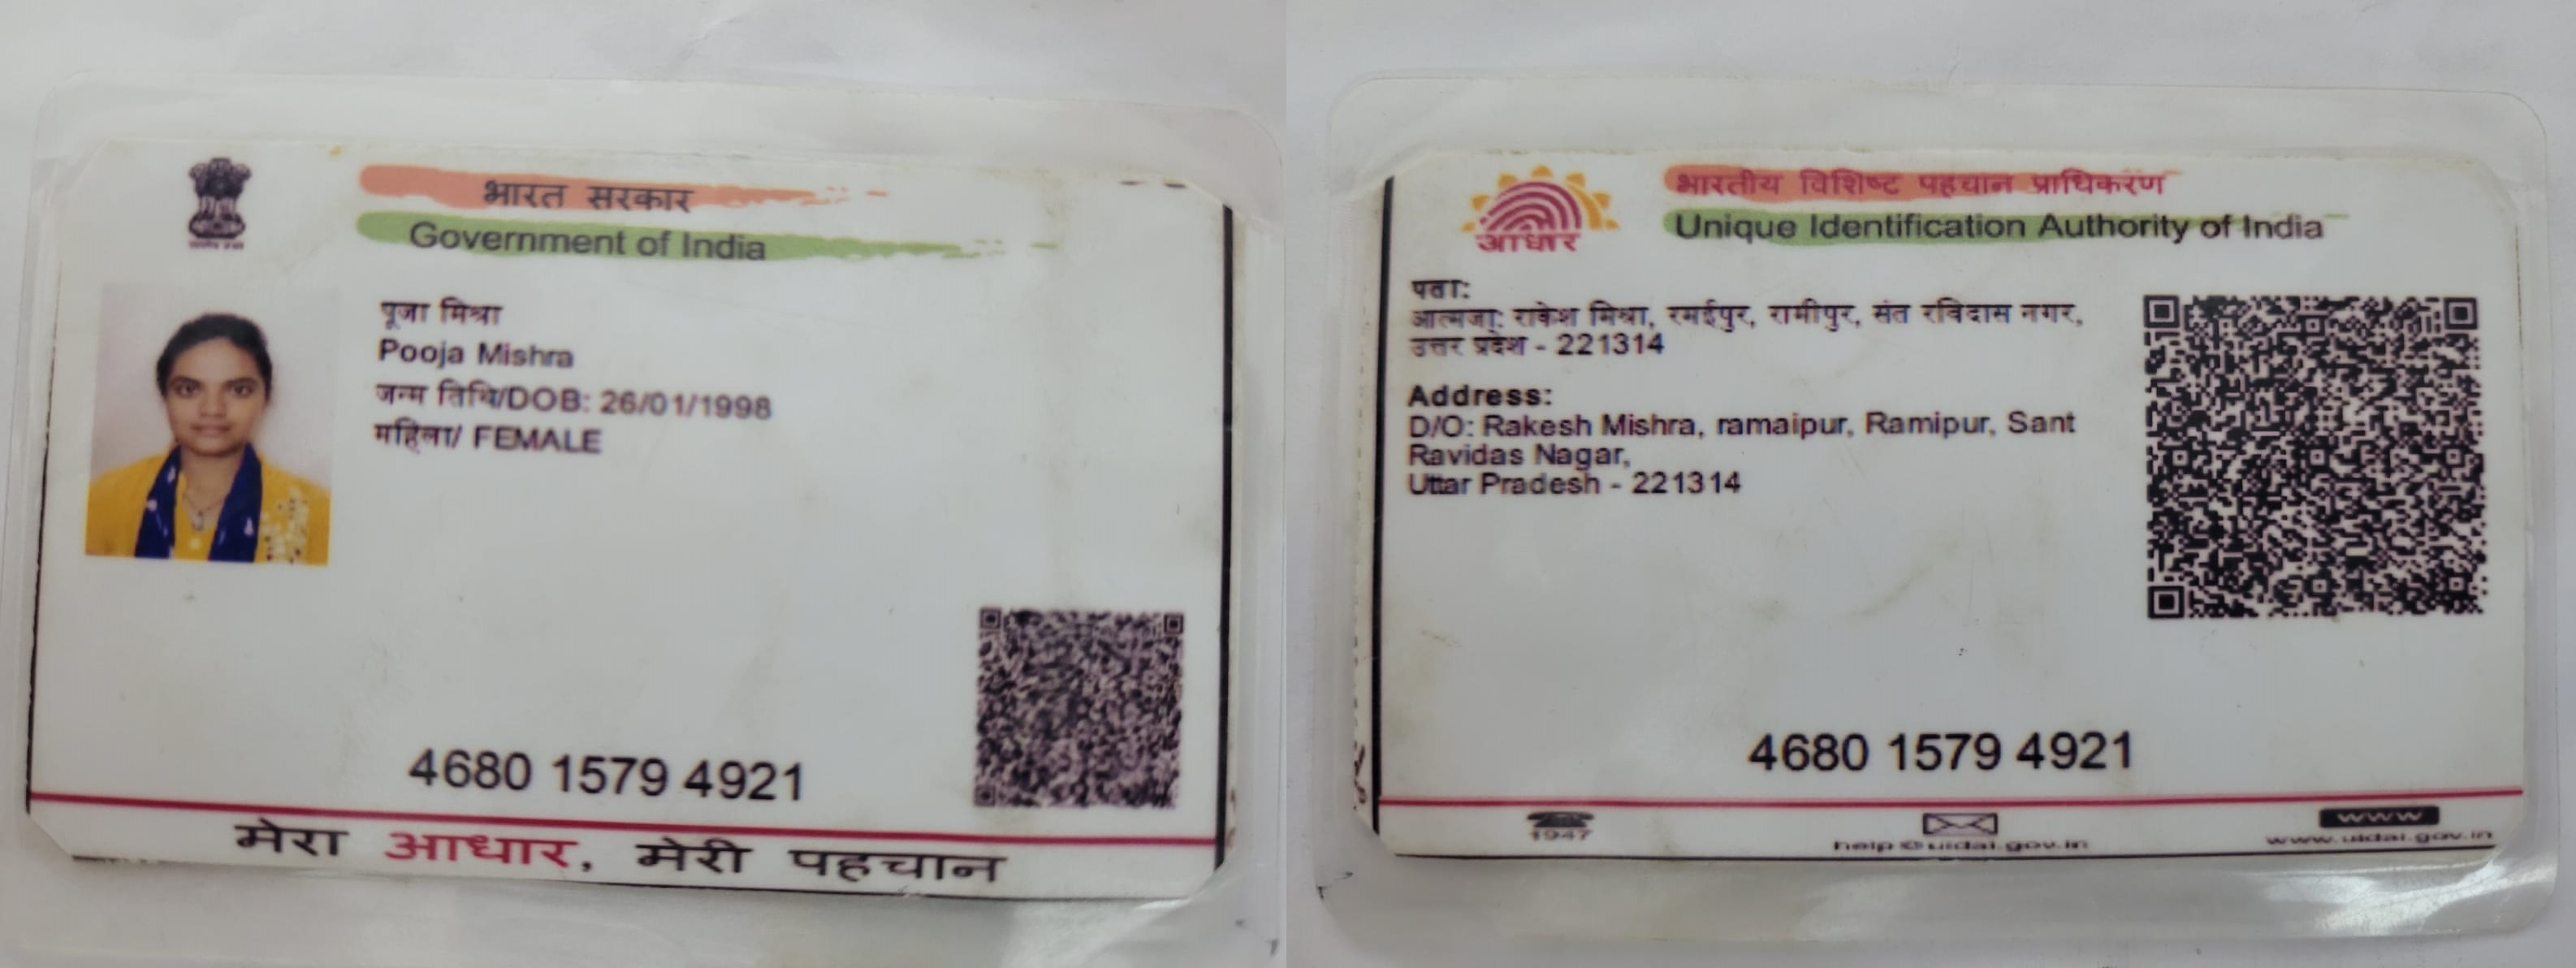 भारत सरकार
Government of India
पूजा मिश्रा
Pooja Mishra
जन्म तिथि/DOB: 26/01/1998
महिला/ FEMALE
4680 1579 4921
मेरा आधार, मेरी पहचान
भारतीय विशिष्ट पहचान प्राधिकरण
Unique Identification Authority of India
आधार
पता:
आत्मजा: राकेश मिश्रा, रमईपुर, रामीपुर, संत रविदास नगर,
उत्तर प्रदेश - 221314
Address:
D/O: Rakesh Mishra, ramaipur, Ramipur, Sant
Ravidas Nagar,
Uttar Pradesh - 221314
4680 1579 4921
1947
help@uidai.gov.in
www
www.uidai.gov.in